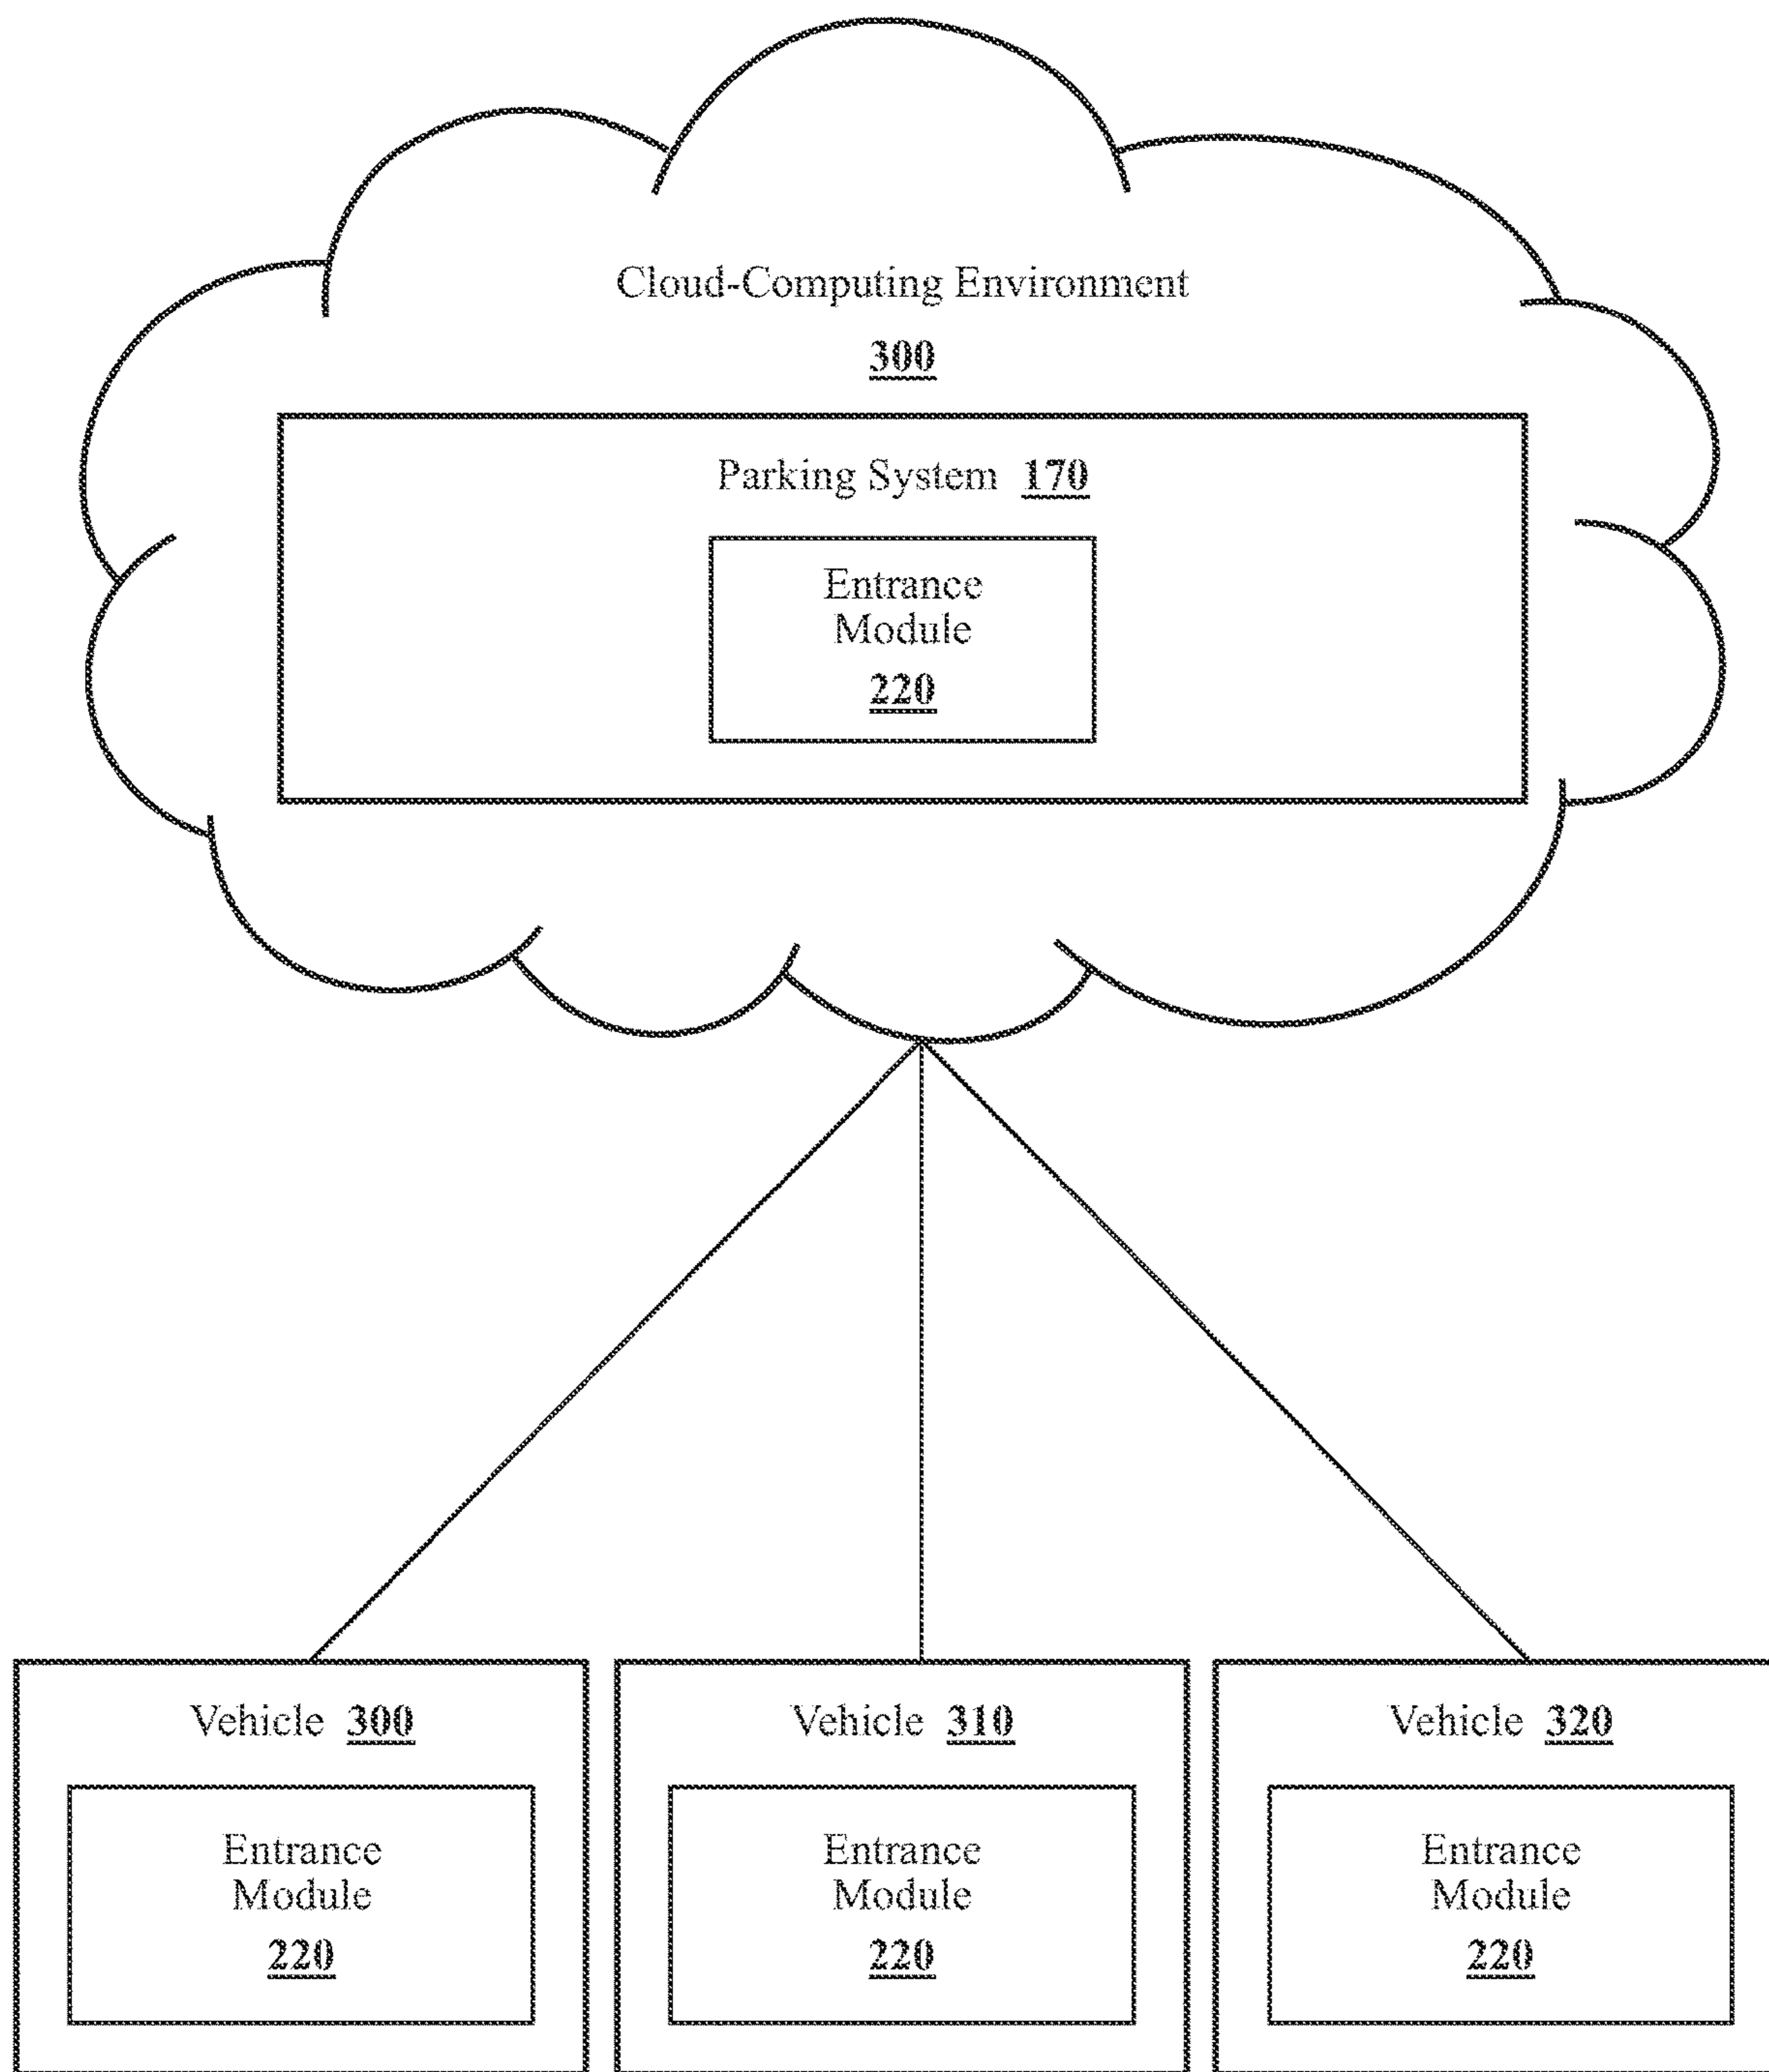 Cloud-Computing Environment
300
Parking System 170
Entrance
Module
220
Vehicle 300
Entrance
Module
220
Vehicle 310
Entrance
Module
220
Vehicle 320
Entrance
Module
220